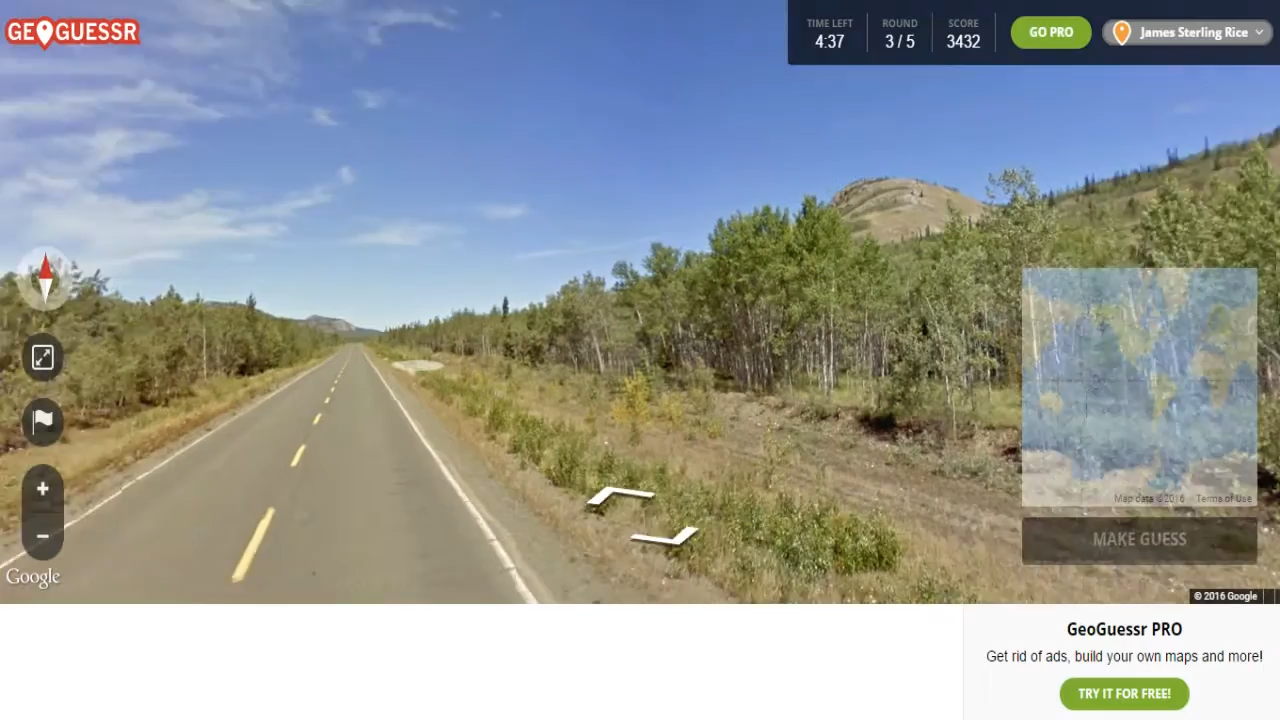 GEOGUESSR
TIME LEFT
4:37
ROUND
3 / 5
SCORE
3432
GO PRO
James Sterling Rice
Map data ©2016
Terms of Use
MAKE GUESS
Google
© 2016 Google
GeoGuessr PRO
Get rid of ads, build your own maps and more!
TRY IT FOR FREE!